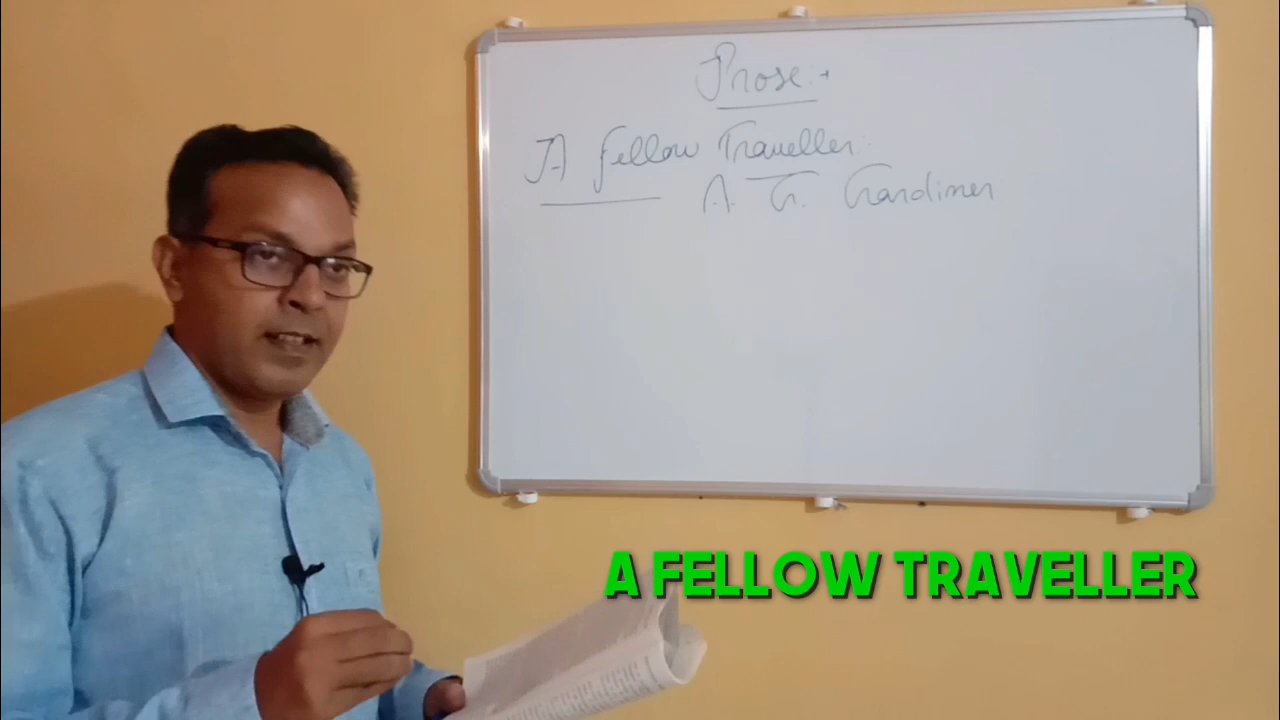 Prose:→
A Fellow Traveller.
A. G. Gardiner
A FELLOW TRAVELLER